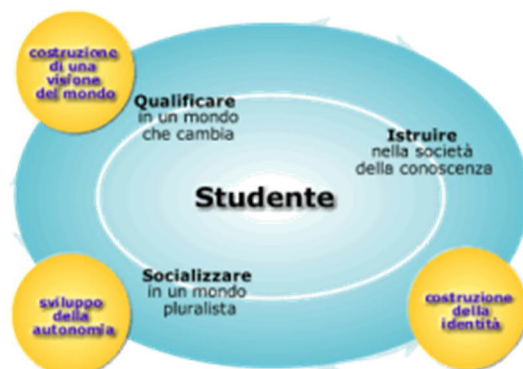 costruzione
di una
visione
del mondo
Qualificare
in un mondo
che cambia
Istruire
nella società
della conoscenza
Studente
Socializzare
in un mondo
pluralista
sviluppo
della
autonomia
costruzione
della
identità